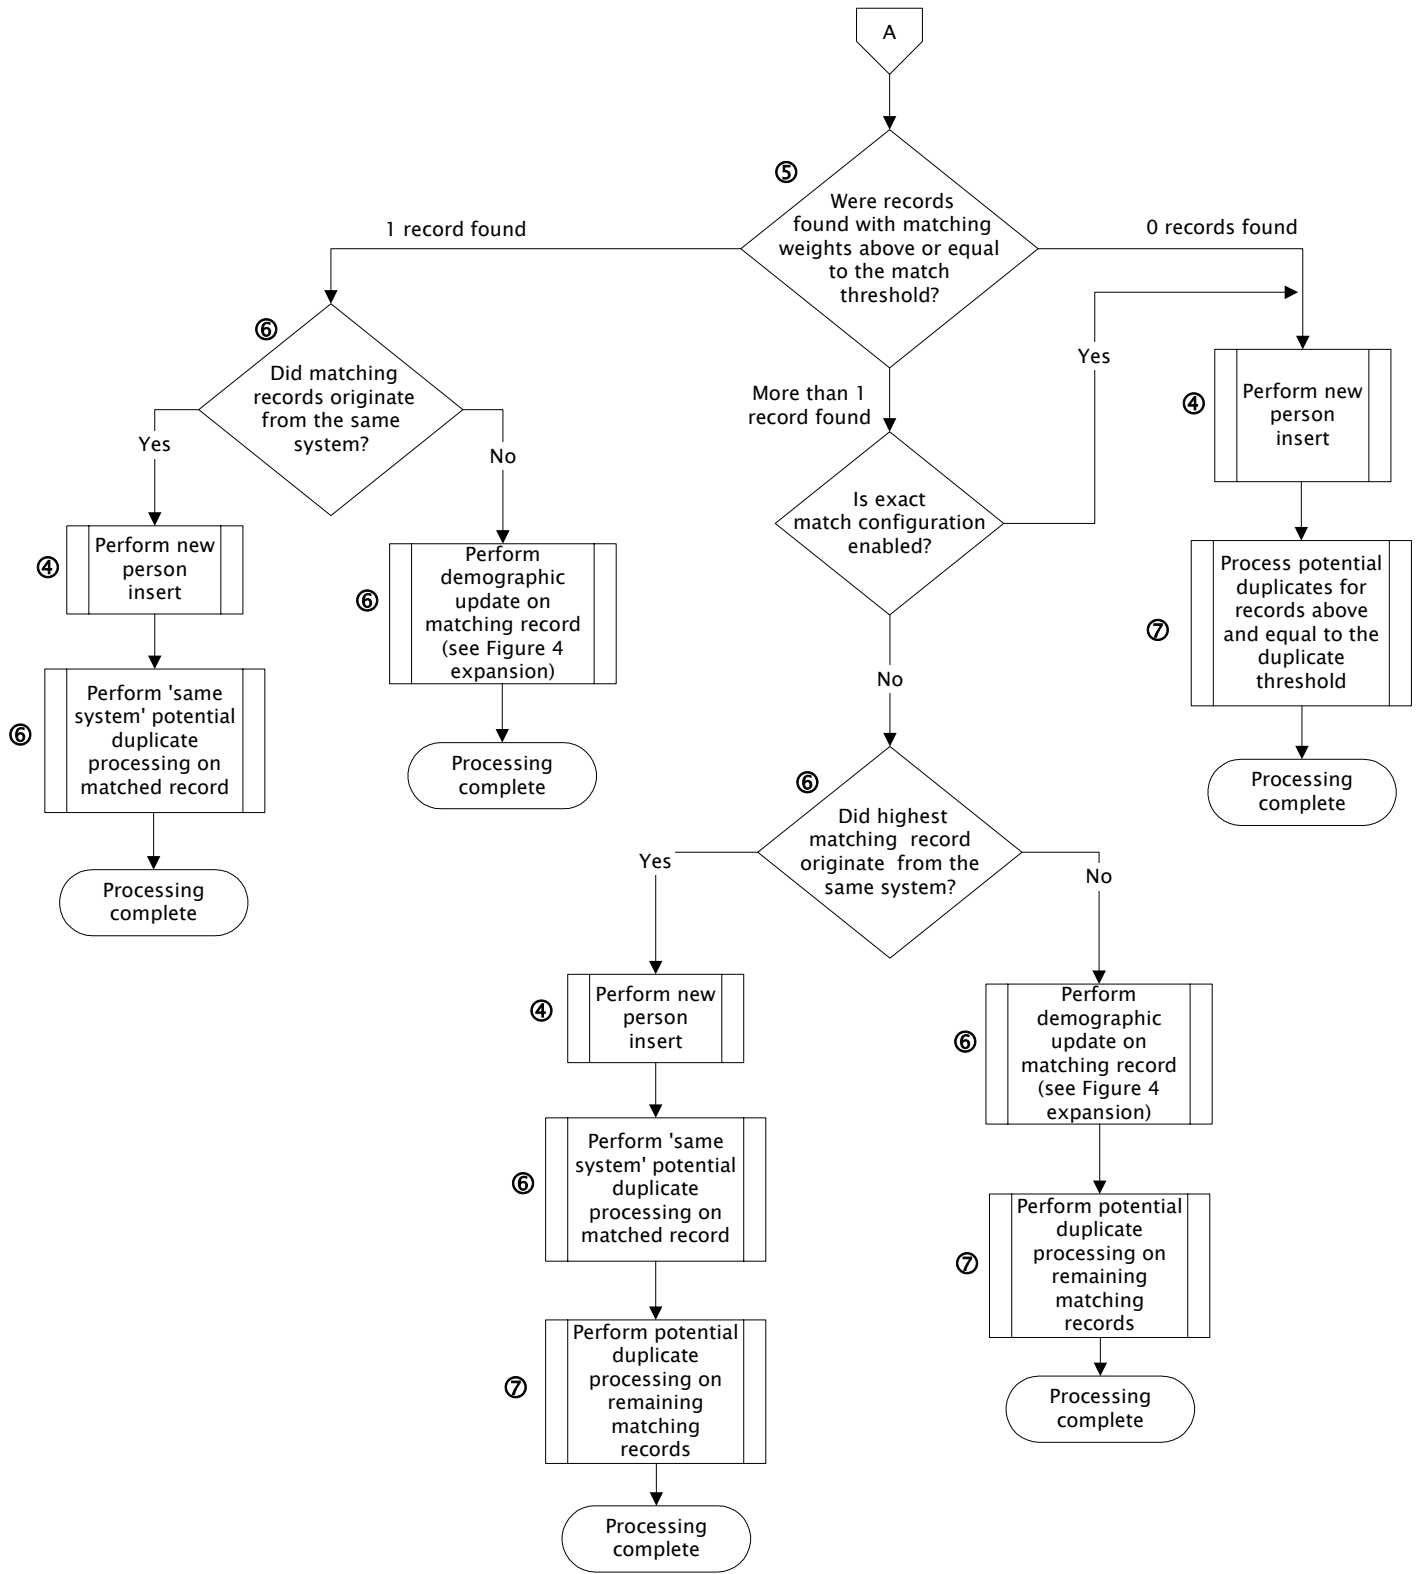 A
⑤
Were records
found with matching
weights above or equal
to the match
threshold?
1 record found
0 records found
⑥
Did matching
records originate
from the same
system?
Yes
No
More than 1
record found
Yes
④
Perform new
person
insert
Is exact
match configuration
enabled?
④
Perform new
person
insert
⑥
Perform
demographic
update on
matching record
(see Figure 4
expansion)
⑦
Process potential
duplicates for
records above
and equal to the
duplicate
threshold
⑥
Perform 'same
system' potential
duplicate
processing on
matched record
No
Processing
complete
Processing
complete
⑥
Did highest
matching  record
originate  from the
same system?
Processing
complete
Yes
No
④
Perform new
person
insert
⑥
Perform
demographic
update on
matching record
(see Figure 4
expansion)
⑥
Perform 'same
system' potential
duplicate
processing on
matched record
⑦
Perform potential
duplicate
processing on
remaining
matching
records
⑦
Perform potential
duplicate
processing on
remaining
matching
records
Processing
complete
Processing
complete